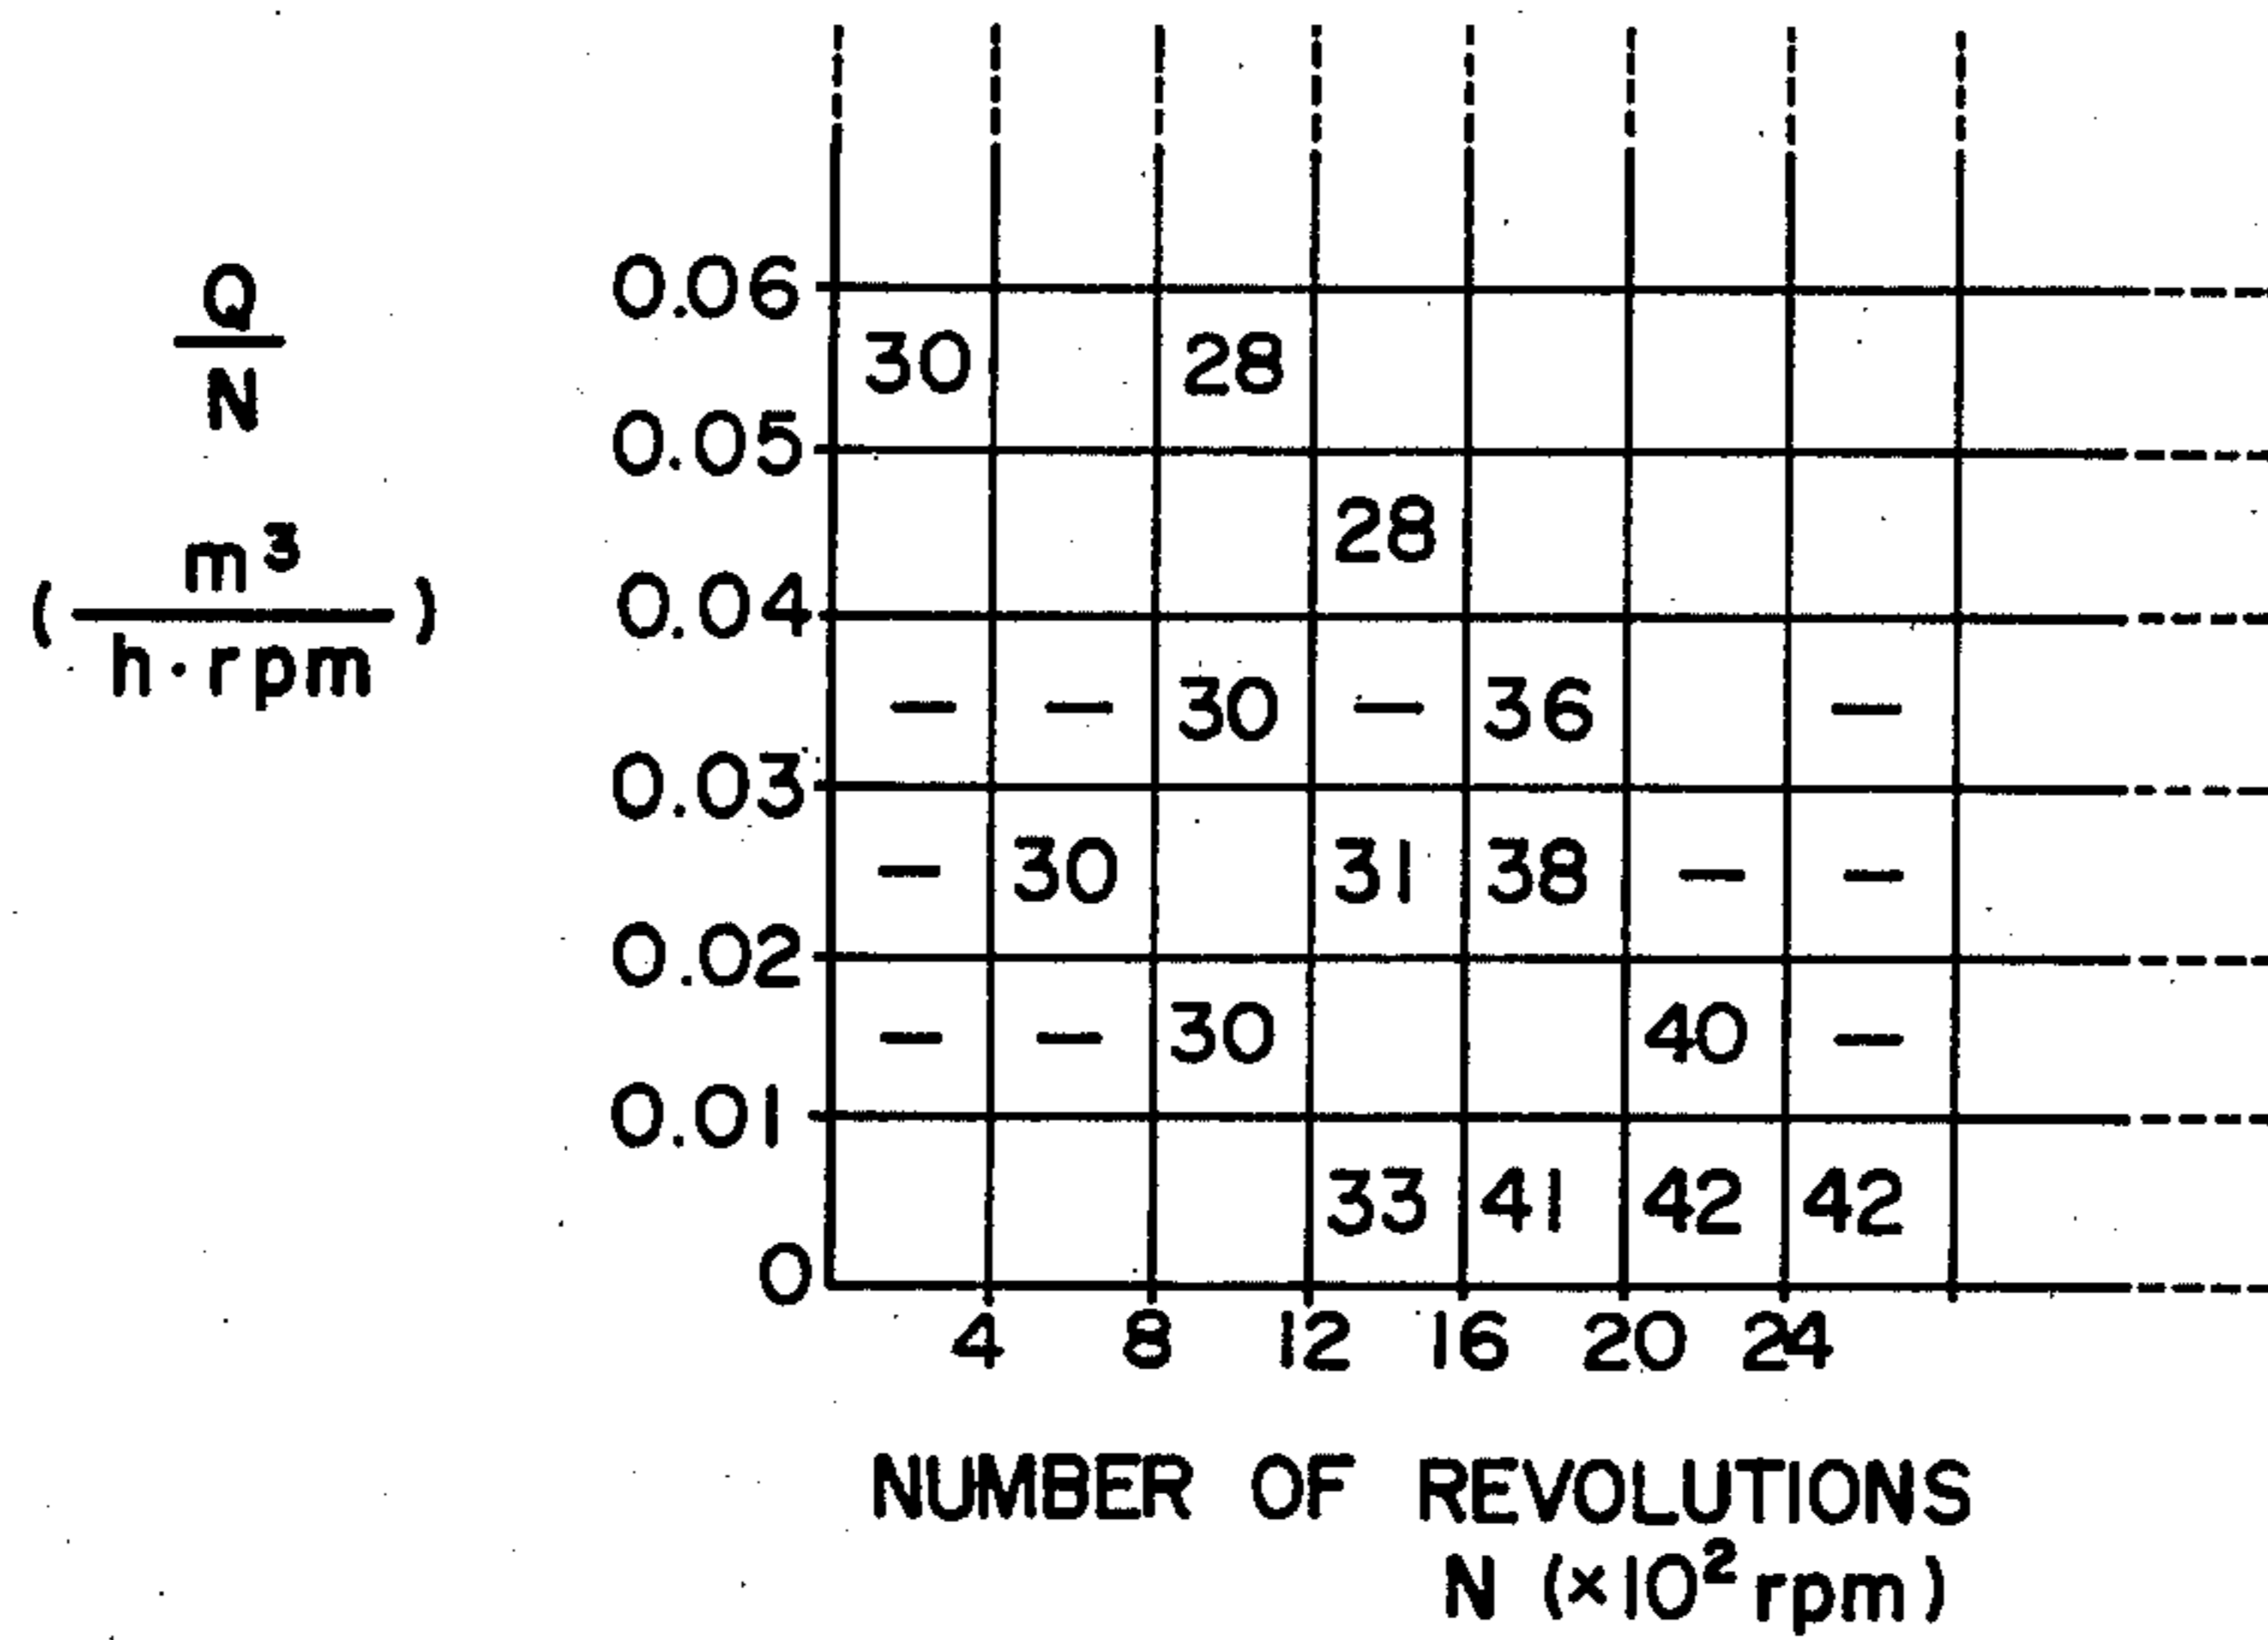 Q
N
( m³ )
h·rpm
0.06
30 28
0.05
28
0.04
— — 30 — 36 —
0.03
— 30 31 38 — —
0.02
— — 30 40 —
0.01
33 41 42 42
0
4 8 12 16 20 24
NUMBER OF REVOLUTIONS
N (×10² rpm)